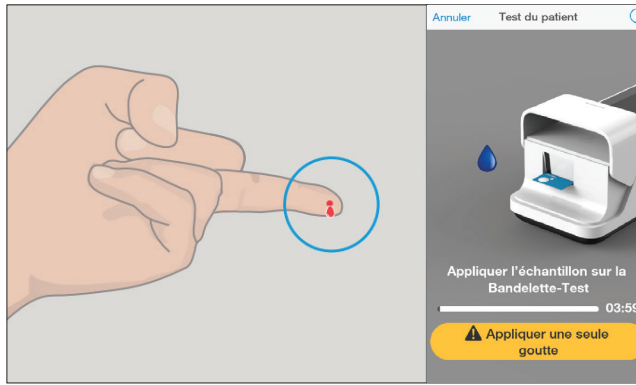 Annuler Test du patient
Appliquer l'échantillon sur la
Bandelette-Test
03:59
Appliquer une seule
goutte